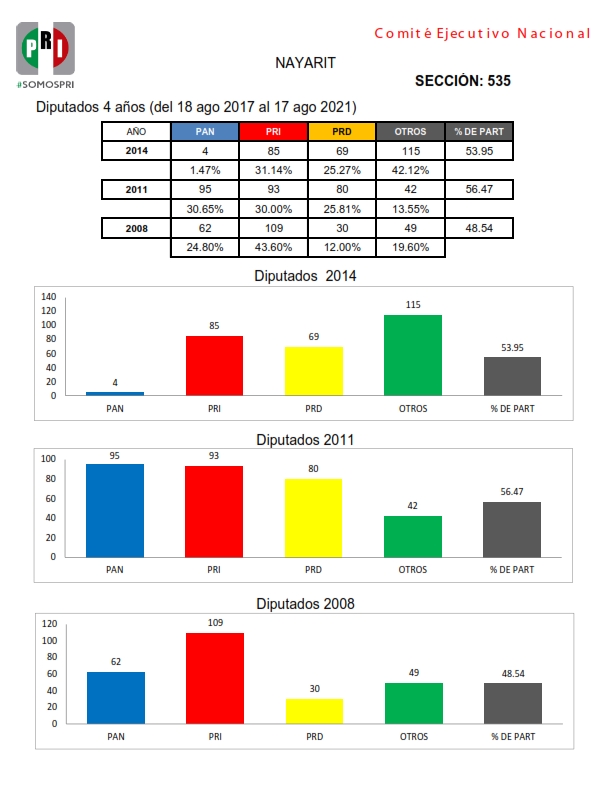 Comité Ejecutivo Nacional
PRI
#SOMOSPRI
NAYARIT
SECCIÓN: 535
Diputados 4 años (del 18 ago 2017 al 17 ago 2021)
AÑO PAN PRI PRD OTROS % DE PART
2014 4 85 69 115 53.95
1.47% 31.14% 25.27% 42.12%
2011 95 93 80 42 56.47
30.65% 30.00% 25.81% 13.55%
2008 62 109 30 49 48.54
24.80% 43.60% 12.00% 19.60%
Diputados 2014
140
120
100
80
60
40
20
0
4 85 69 115 53.95
PAN PRI PRD OTROS % DE PART
Diputados 2011
100
80
60
40
20
0
95 93 80 42 56.47
PAN PRI PRD OTROS % DE PART
Diputados 2008
120
100
80
60
40
20
0
62 109 30 49 48.54
PAN PRI PRD OTROS % DE PART